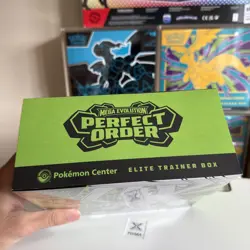 MEGA EVOLUTION
PERFECT
ORDER
Pokémon Center
ELITE TRAINER BOX